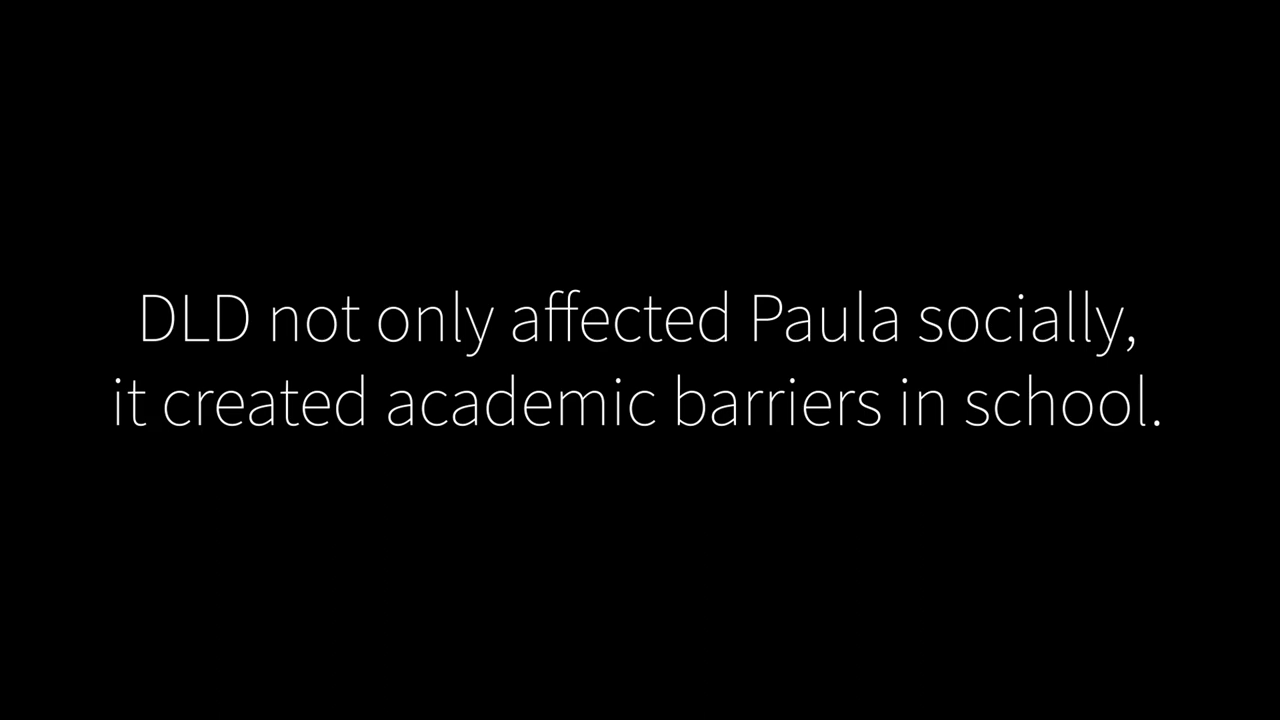 DLD not only affected Paula socially,
it created academic barriers in school.